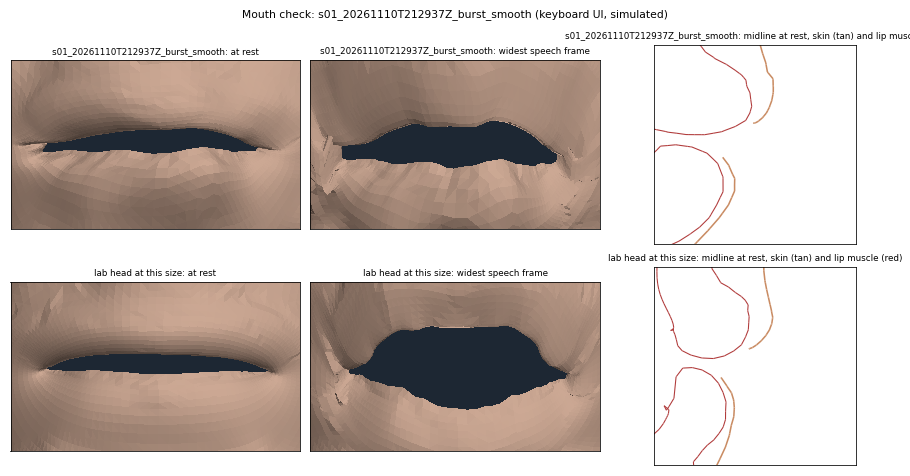 Mouth check: s01_20261110T212937Z_burst_smooth (keyboard UI, simulated)
s01_20261110T212937Z_burst_smooth: at rest
s01_20261110T212937Z_burst_smooth: widest speech frame
s01_20261110T212937Z_burst_smooth: midline at rest, skin (tan) and lip musc
lab head at this size: at rest
lab head at this size: widest speech frame
lab head at this size: midline at rest, skin (tan) and lip muscle (red)